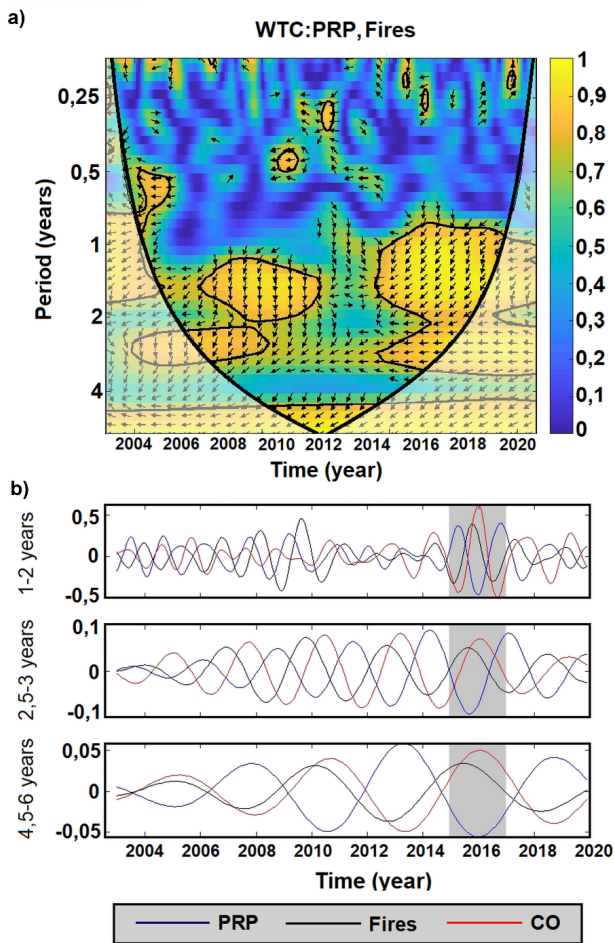 a)
WTC:PRP, Fires
Period (years)
0,25
0,5
1
2
4
2004 2006 2008 2010 2012 2014 2016 2018 2020
Time (year)
1
0,9
0,8
0,7
0,6
0,5
0,4
0,3
0,2
0,1
0
b)
1-2 years
0,5
0
-0,5
2,5-3 years
0,1
0
-0,1
4,5-6 years
0,05
0
-0,05
2004 2006 2008 2010 2012 2014 2016 2018 2020
Time (year)
PRP Fires CO